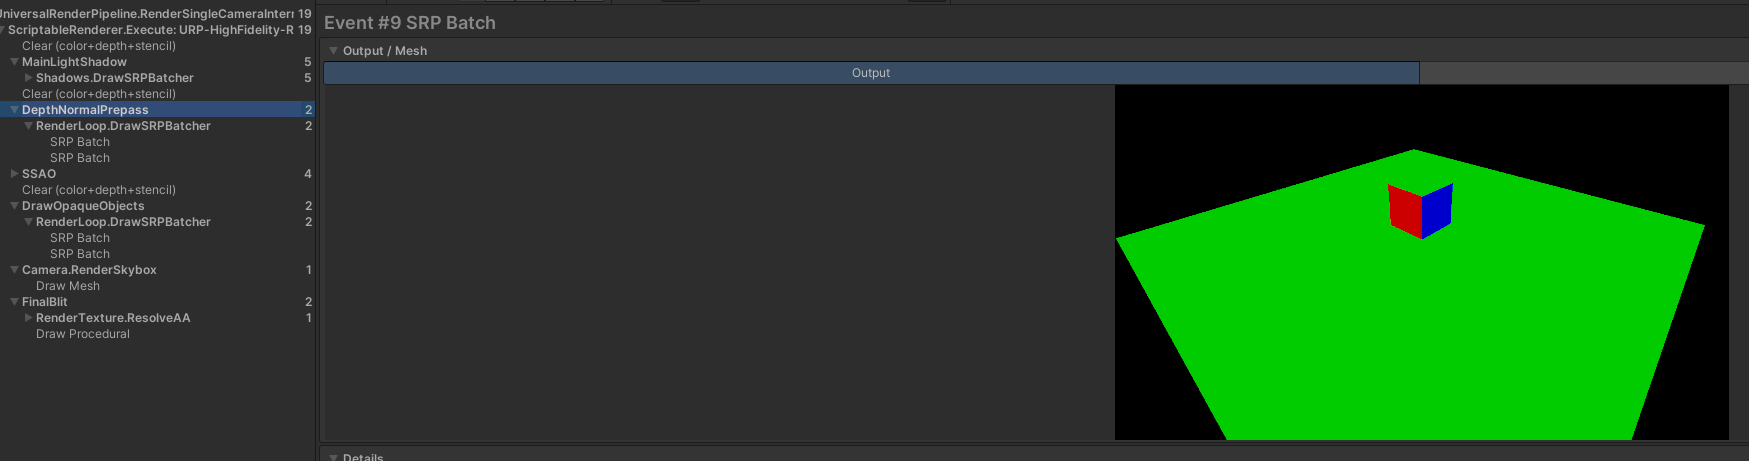 UniversalRenderPipeline.RenderSingleCameraInterr 19
ScriptableRenderer.Execute: URP-HighFidelity-R 19
Clear (color+depth+stencil)
MainLightShadow 5
Shadows.DrawSRPBatcher 5
Clear (color+depth+stencil)
DepthNormalPrepass 2
RenderLoop.DrawSRPBatcher 2
SRP Batch
SRP Batch
SSAO 4
Clear (color+depth+stencil)
DrawOpaqueObjects 2
RenderLoop.DrawSRPBatcher 2
SRP Batch
SRP Batch
Camera.RenderSkybox 1
Draw Mesh
FinalBlit 2
RenderTexture.ResolveAA 1
Draw Procedural
Event #9 SRP Batch
Output / Mesh
Output
Details